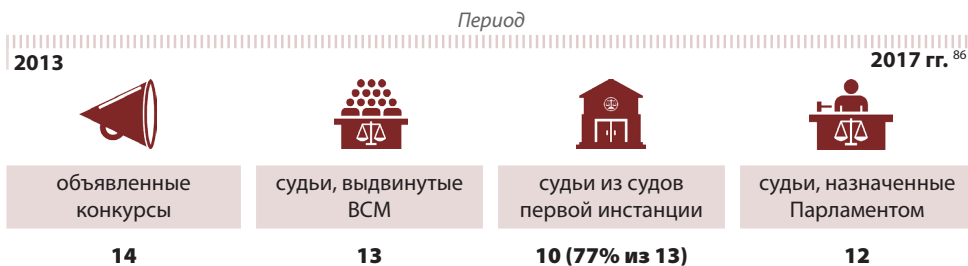 Период
2013
2017 гг. 86
объявленные
конкурсы
14
судьи, выдвинутые
ВСМ
13
судьи из судов
первой инстанции
10 (77% из 13)
судьи, назначенные
Парламентом
12